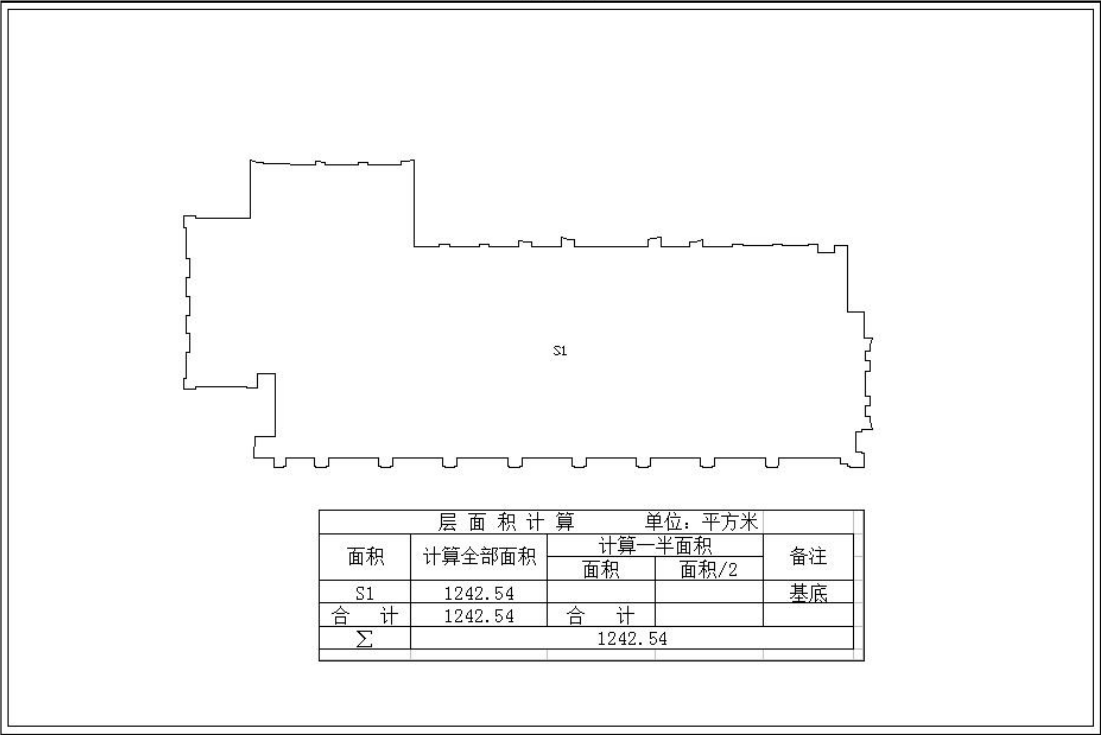 S1
层 面 积 计 算 单位：平方米
面积 计算全部面积 计算一半面积 备注
面积 面积/2
S1 1242.54 基底
合 计 1242.54 合 计
∑ 1242.54